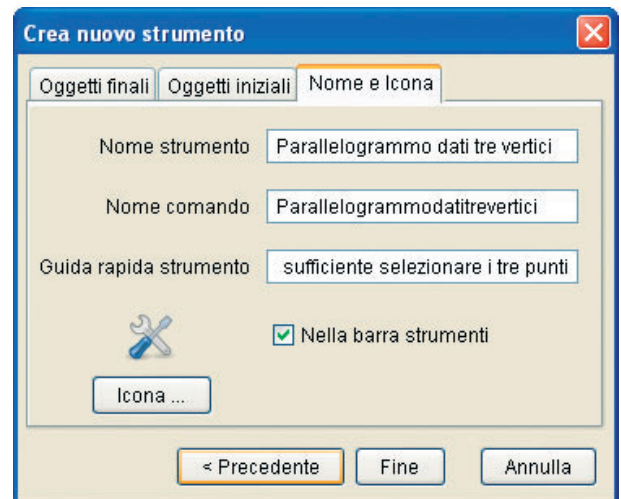 Crea nuovo strumento
Oggetti finali Oggetti iniziali Nome e Icona
Nome strumento Parallelogrammo dati tre vertici
Nome comando Parallelogrammodatitrevertici
Guida rapida strumento sufficiente selezionare i tre punti
Nella barra strumenti
Icona ...
< Precedente Fine Annulla